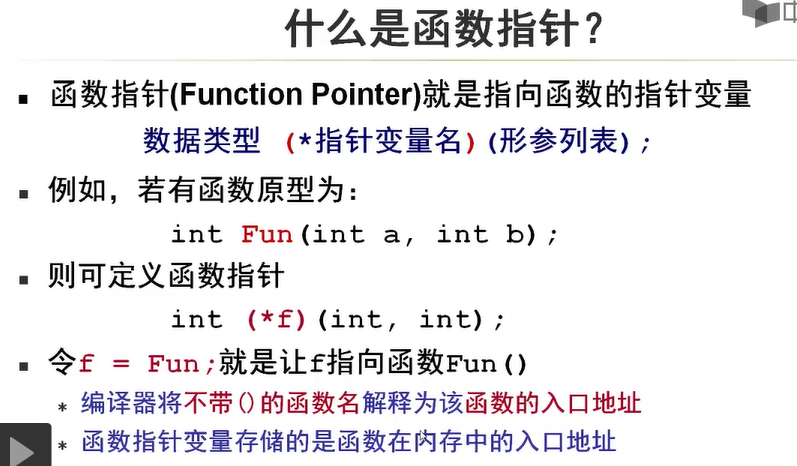 什么是函数指针?
▪ 函数指针(Function Pointer)就是指向函数的指针变量
数据类型 (*指针变量名)(形参列表);
▪ 例如，若有函数原型为：
int Fun(int a, int b);
▪ 则可定义函数指针
int (*f)(int, int);
▪ 令f = Fun;就是让f指向函数Fun()
* 编译器将不带()的函数名解释为该函数的入口地址
* 函数指针变量存储的是函数在内存中的入口地址